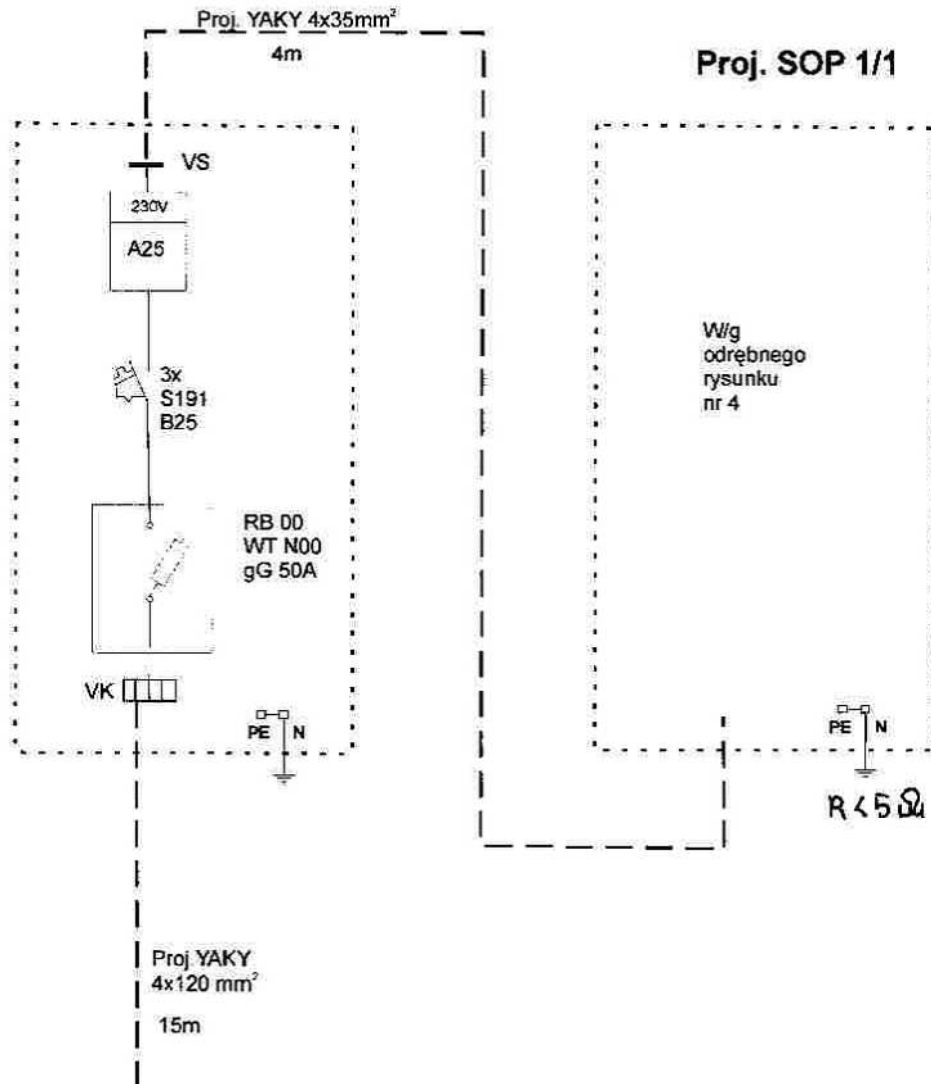 Proj. YAKY 4x35mm²
4m
Proj. SOP 1/1
VS
230V
A25
3x
S191
B25
RB 00
WT N00
gG 50A
VK
PE N
W/g
odrębnego
rysunku
nr 4
PE N
R<5Ω
Proj.YAKY
4x120 mm²
15m